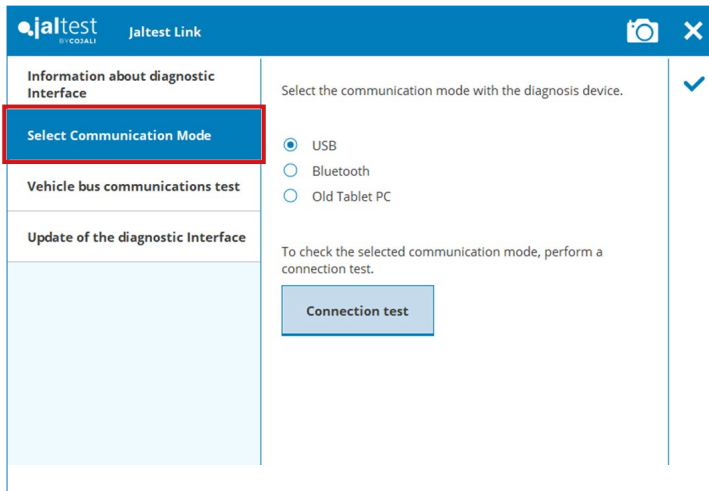 jaltest
BY COJALI
Jaltest Link
Information about diagnostic
Interface
Select Communication Mode
Vehicle bus communications test
Update of the diagnostic Interface
Select the communication mode with the diagnosis device.
USB
Bluetooth
Old Tablet PC
To check the selected communication mode, perform a
connection test.
Connection test